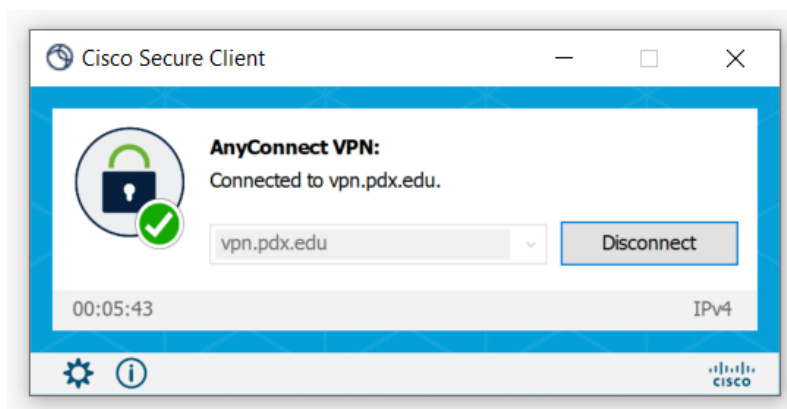 Cisco Secure Client
AnyConnect VPN:
Connected to vpn.pdx.edu.
vpn.pdx.edu
Disconnect
00:05:43
IPv4
CISCO